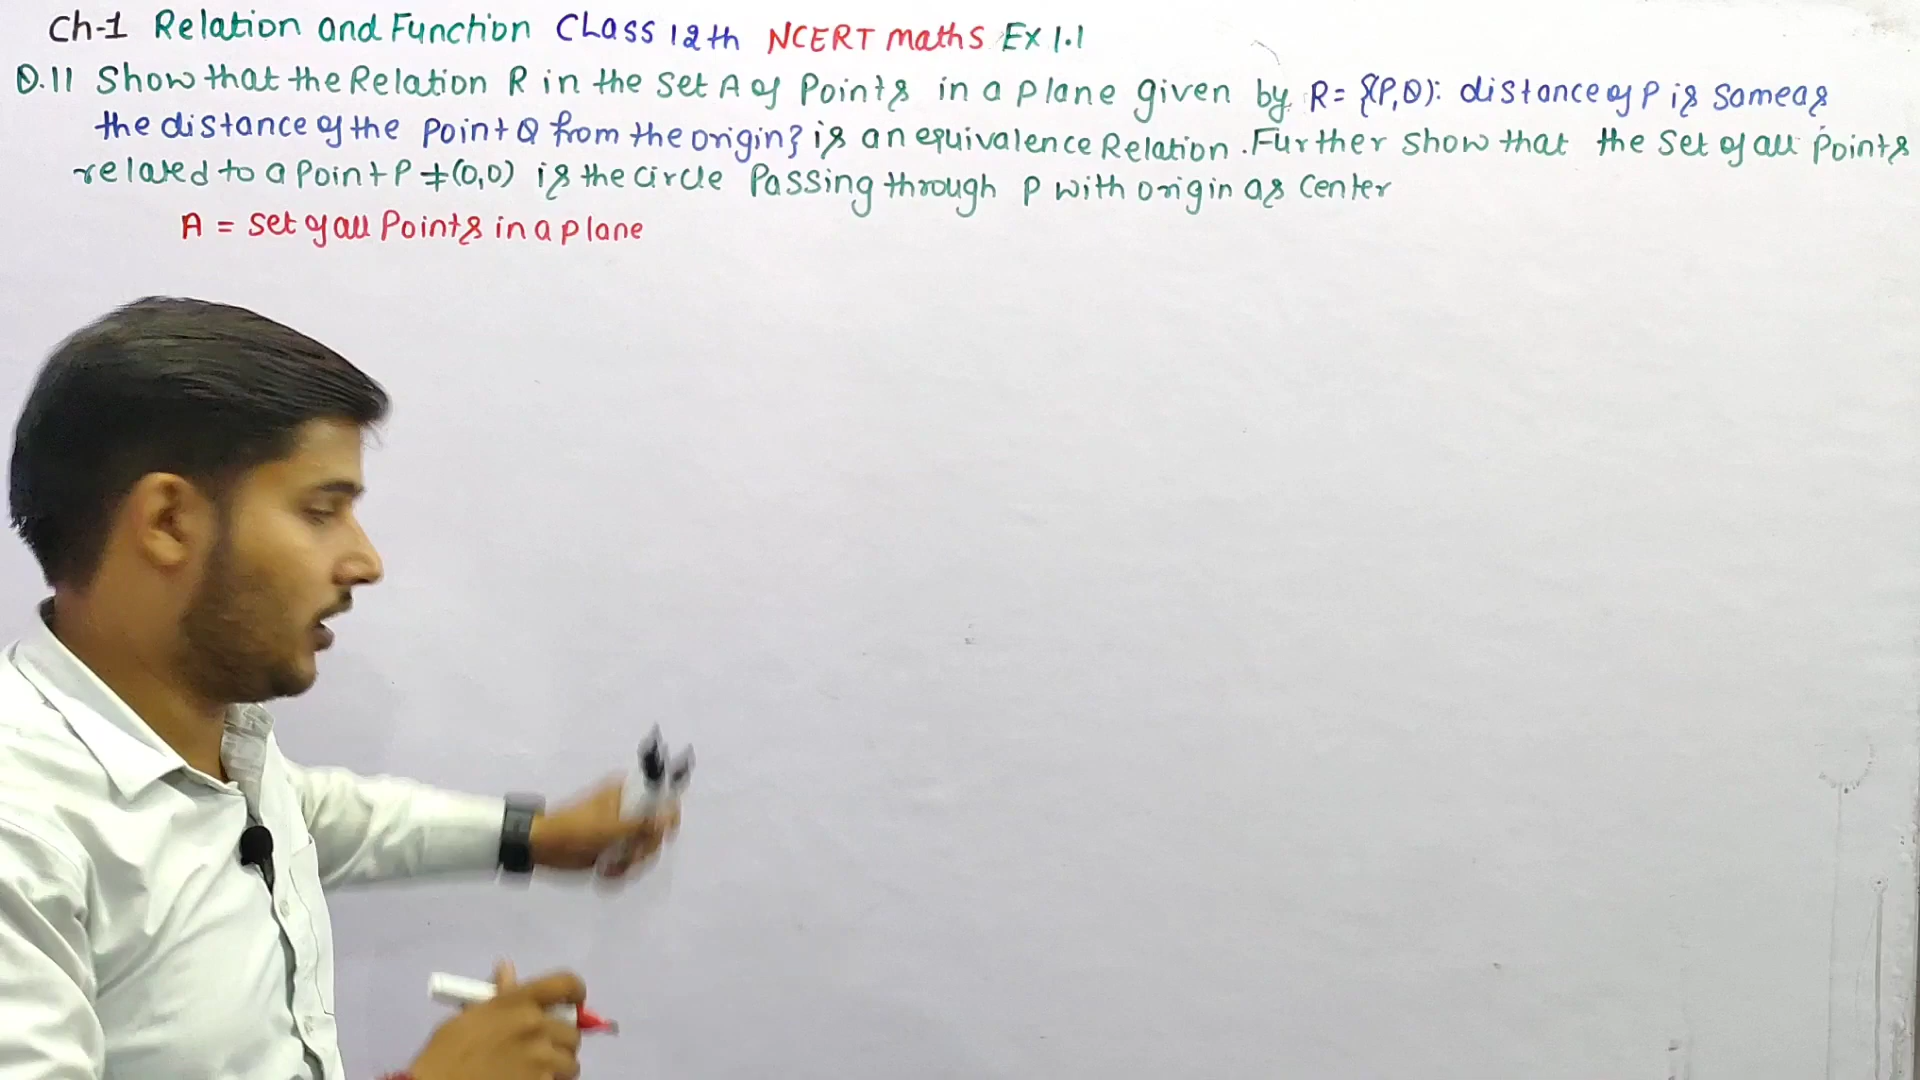 Ch-1 Relation and Function Class 12th NCERT maths Ex 1.1
Q.11 Show that the Relation R in the set A of Points in a plane given by R= {(P,Q): distance of P is same as
the distance of the point Q from the origin} is an equivalence Relation. Further show that the set of all Points
related to a Point P ≠ (0,0) is the circle Passing through P with origin as center
A = set of all Points in a plane